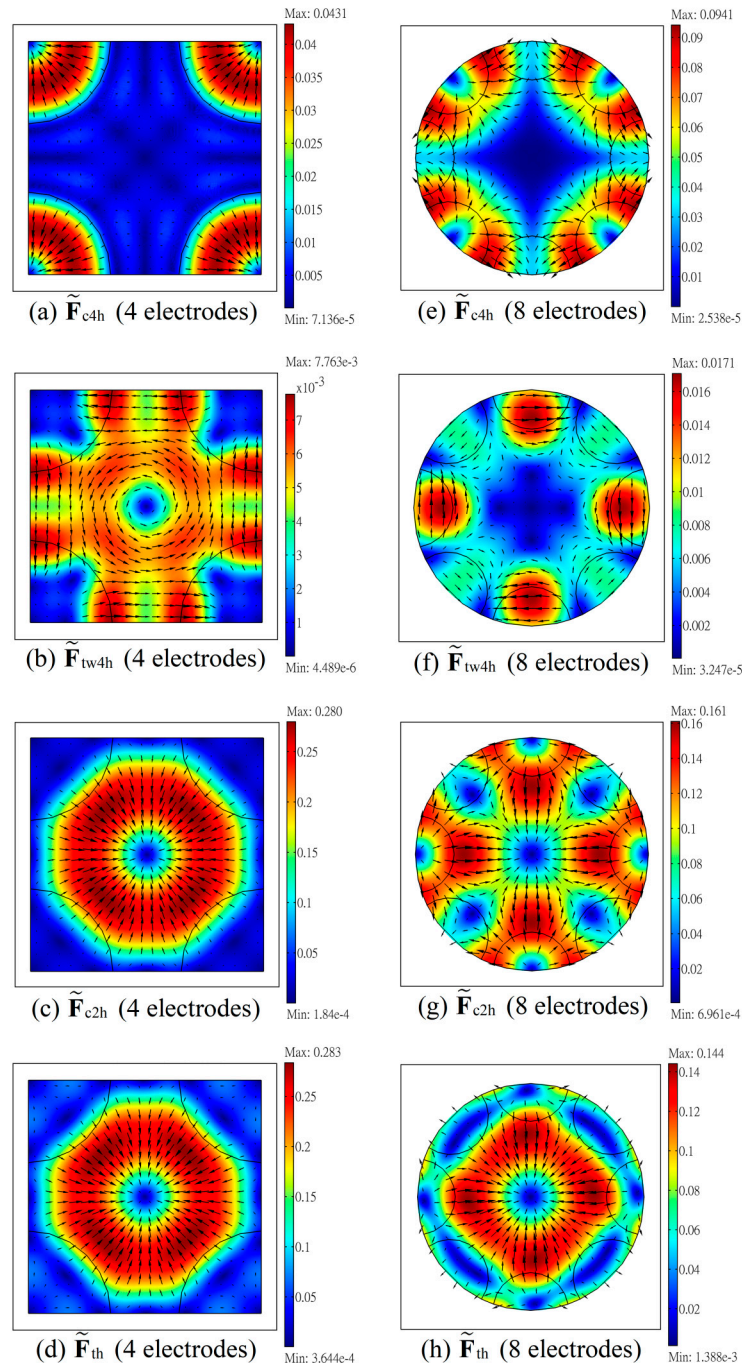 Max: 0.0431
0.04
0.035
0.03
0.025
0.02
0.015
0.01
0.005
Min: 7.136e-5
(a) F̃c4h (4 electrodes)
Max: 0.0941
0.09
0.08
0.07
0.06
0.05
0.04
0.03
0.02
0.01
Min: 2.538e-5
(e) F̃c4h (8 electrodes)
Max: 7.763e-3
x10⁻³
7
6
5
4
3
2
1
Min: 4.489e-6
(b) F̃tw4h (4 electrodes)
Max: 0.0171
0.016
0.014
0.012
0.01
0.008
0.006
0.004
0.002
Min: 3.247e-5
(f) F̃tw4h (8 electrodes)
Max: 0.280
0.25
0.2
0.15
0.1
0.05
Min: 1.84e-4
(c) F̃c2h (4 electrodes)
Max: 0.161
0.16
0.14
0.12
0.1
0.08
0.06
0.04
0.02
Min: 6.961e-4
(g) F̃c2h (8 electrodes)
Max: 0.283
0.25
0.2
0.15
0.1
0.05
Min: 3.644e-4
(d) F̃th (4 electrodes)
Max: 0.144
0.14
0.12
0.1
0.08
0.06
0.04
0.02
Min: 1.388e-3
(h) F̃th (8 electrodes)